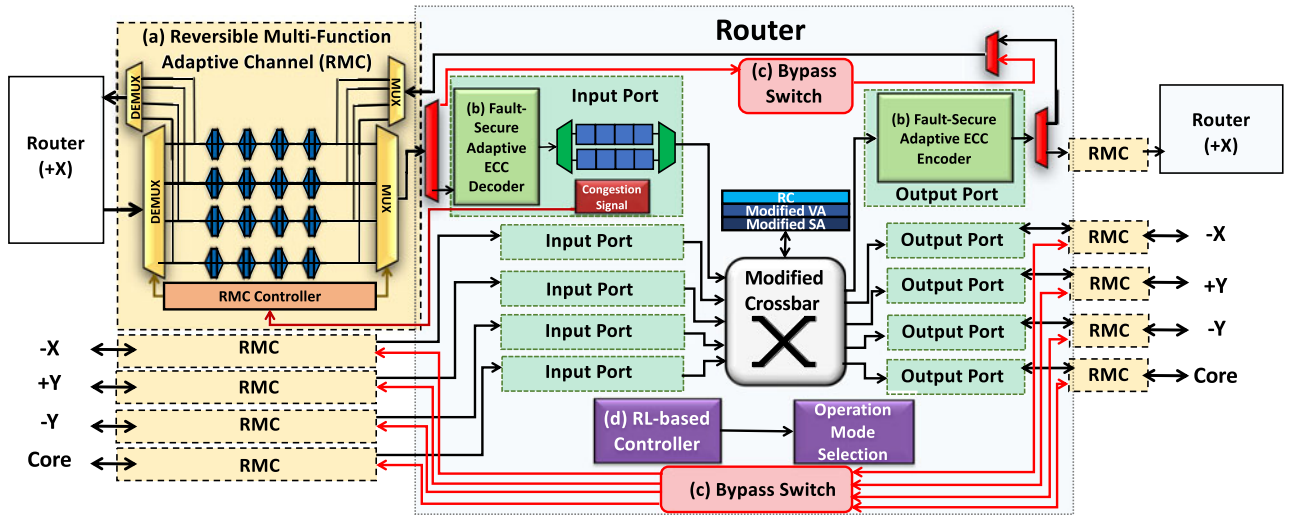 Router
(a) Reversible Multi-Function
Adaptive Channel (RMC)
DEMUX
MUX
DEMUX
MUX
RMC Controller
Router
(+X)
(b) Fault-
Secure
Adaptive
ECC
Decoder
Input Port
Congestion
Signal
(c) Bypass
Switch
(b) Fault-Secure
Adaptive ECC
Encoder
Output Port
RMC
Router
(+X)
RC
Modified VA
Modified SA
Modified
Crossbar
Input Port
Input Port
Input Port
Input Port
Output Port
Output Port
Output Port
Output Port
RMC
-X
RMC
+Y
RMC
-Y
RMC
Core
-X
RMC
+Y
RMC
-Y
RMC
Core
RMC
(d) RL-based
Controller
Operation
Mode
Selection
(c) Bypass Switch